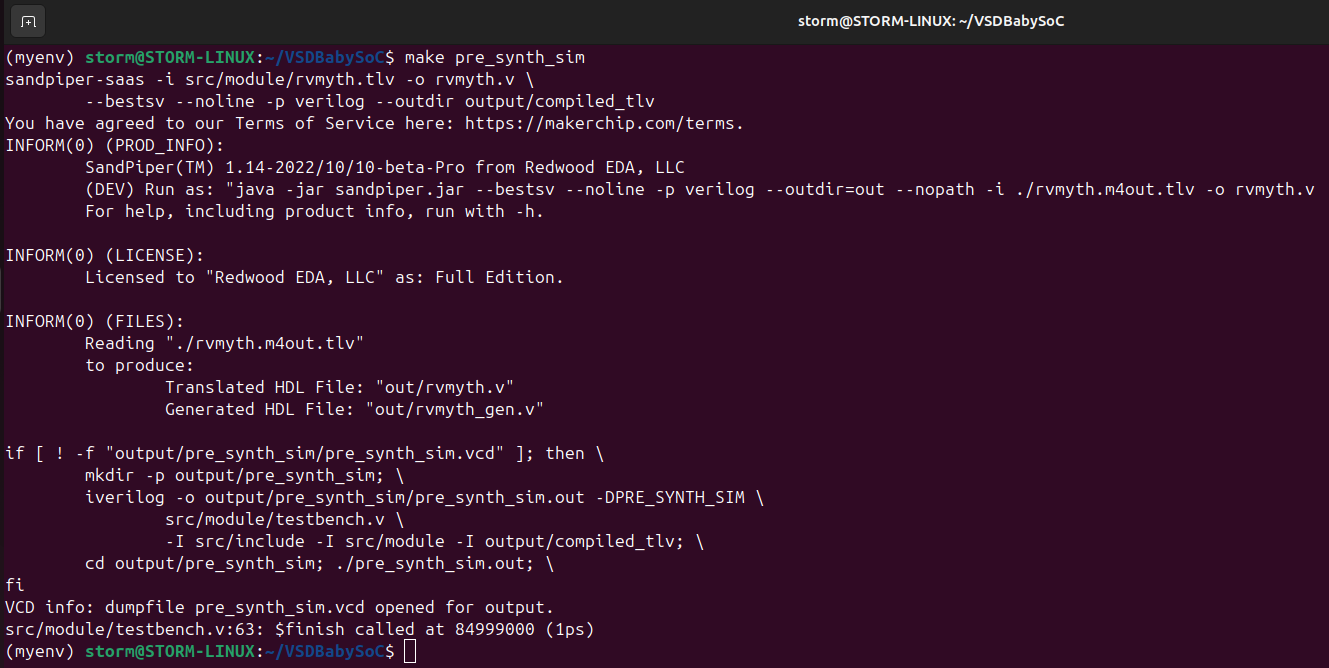 storm@STORM-LINUX: ~/VSDBabySoC
(myenv) storm@STORM-LINUX:~/VSDBabySoC$ make pre_synth_sim
sandpiper-saas -i src/module/rvmyth.tlv -o rvmyth.v \
        --bestsv --noline -p verilog --outdir output/compiled_tlv
You have agreed to our Terms of Service here: https://makerchip.com/terms.
INFORM(0) (PROD_INFO):
        SandPiper(TM) 1.14-2022/10/10-beta-Pro from Redwood EDA, LLC
        (DEV) Run as: "java -jar sandpiper.jar --bestsv --noline -p verilog --outdir=out --nopath -i ./rvmyth.m4out.tlv -o rvmyth.v
        For help, including product info, run with -h.

INFORM(0) (LICENSE):
        Licensed to "Redwood EDA, LLC" as: Full Edition.

INFORM(0) (FILES):
        Reading "./rvmyth.m4out.tlv"
        to produce:
                Translated HDL File: "out/rvmyth.v"
                Generated HDL File: "out/rvmyth_gen.v"

if [ ! -f "output/pre_synth_sim/pre_synth_sim.vcd" ]; then \
        mkdir -p output/pre_synth_sim; \
        iverilog -o output/pre_synth_sim/pre_synth_sim.out -DPRE_SYNTH_SIM \
                src/module/testbench.v \
                -I src/include -I src/module -I output/compiled_tlv; \
        cd output/pre_synth_sim; ./pre_synth_sim.out; \
fi
VCD info: dumpfile pre_synth_sim.vcd opened for output.
src/module/testbench.v:63: $finish called at 84999000 (1ps)
(myenv) storm@STORM-LINUX:~/VSDBabySoC$